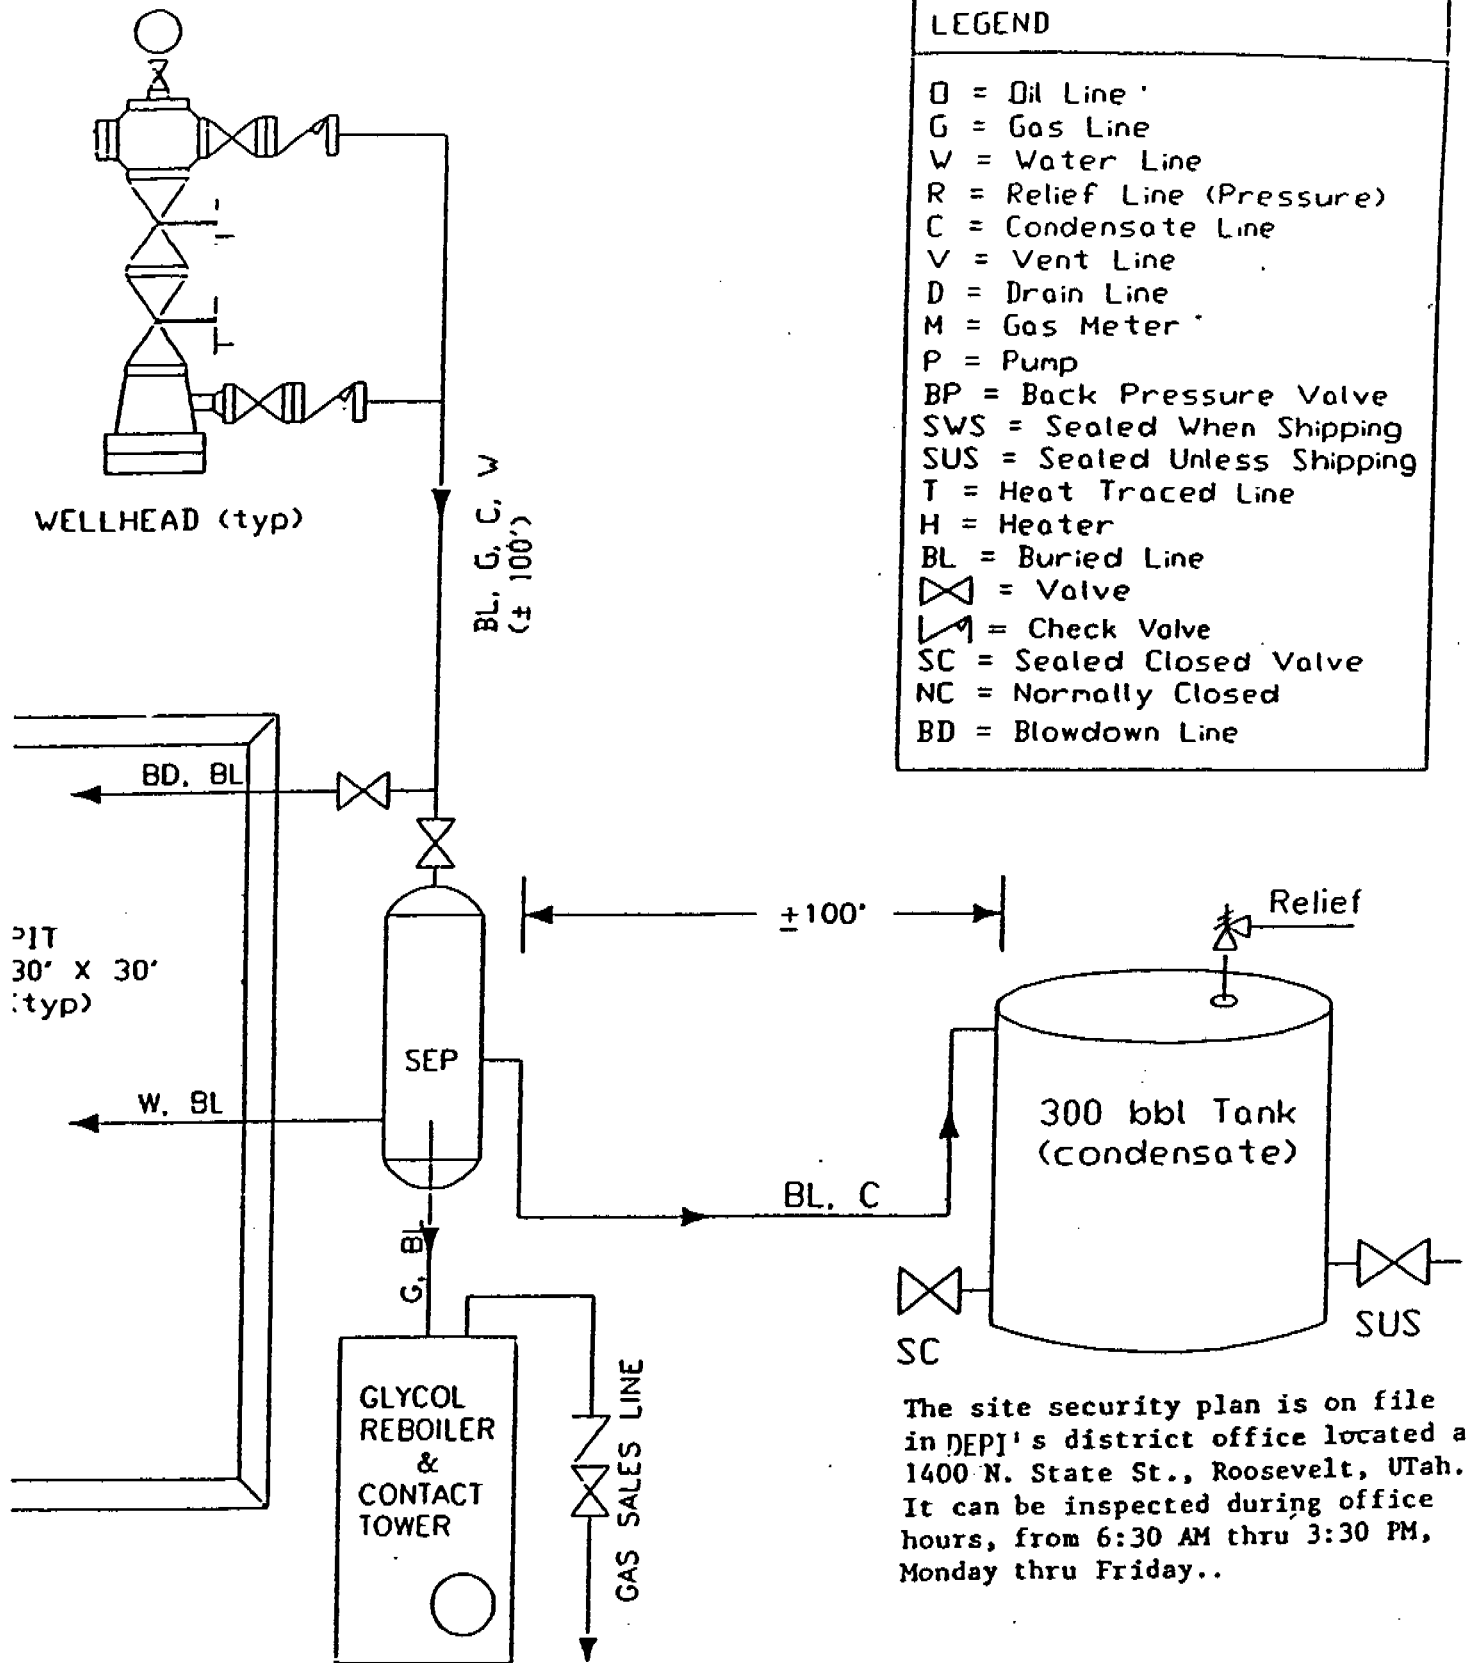 LEGEND
O = Oil Line
G = Gas Line
W = Water Line
R = Relief Line (Pressure)
C = Condensate Line
V = Vent Line
D = Drain Line
M = Gas Meter
P = Pump
BP = Back Pressure Valve
SWS = Sealed When Shipping
SUS = Sealed Unless Shipping
T = Heat Traced Line
H = Heater
BL = Buried Line
= Valve
= Check Valve
SC = Sealed Closed Valve
NC = Normally Closed
BD = Blowdown Line
WELLHEAD (typ)
BL, G, C, W
(± 100')
BD, BL
PIT
30' X 30'
(typ)
W, BL
SEP
±100'
Relief
300 bbl Tank
(condensate)
BL, C
G, BL
SC
SUS
GLYCOL
REBOILER
&
CONTACT
TOWER
GAS SALES LINE
The site security plan is on file
in DEPI's district office located a
1400 N. State St., Roosevelt, UTah.
It can be inspected during office
hours, from 6:30 AM thru 3:30 PM,
Monday thru Friday..